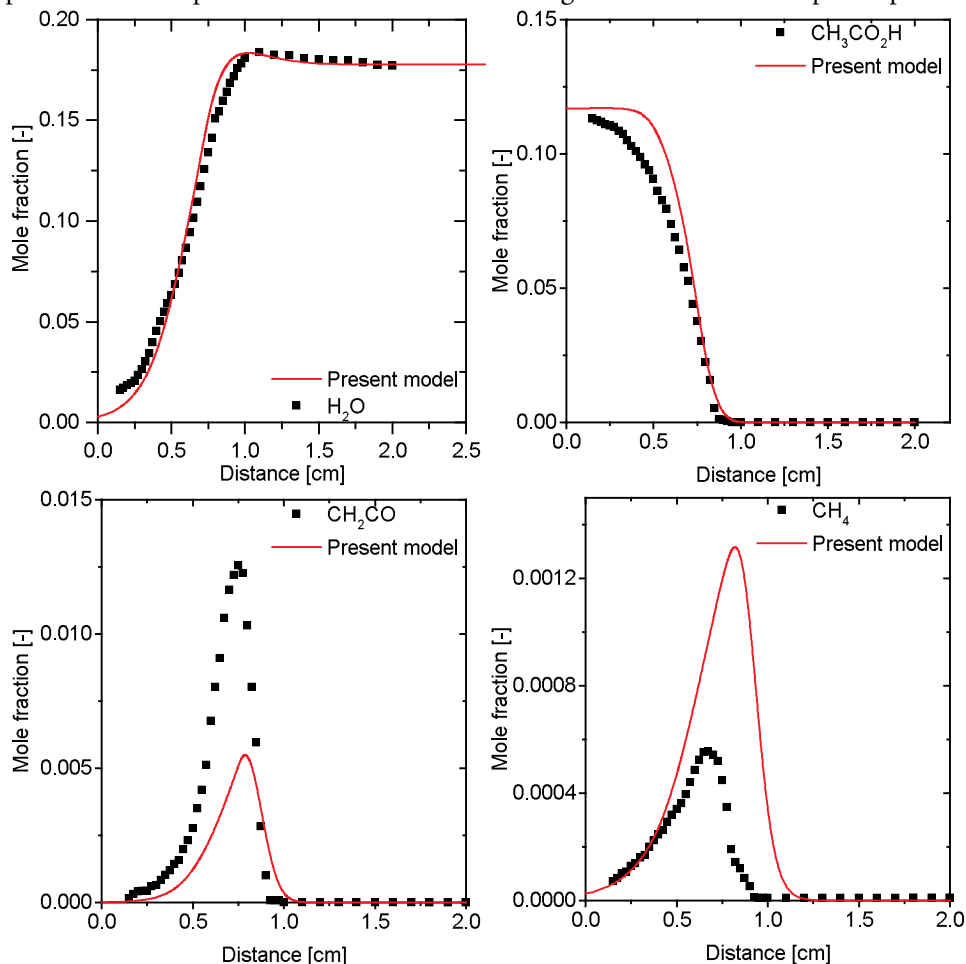 0.20
0.15
0.10
0.05
0.00
Mole fraction [-]
Present model
H₂O
0.0 0.5 1.0 1.5 2.0 2.5
Distance [cm]
0.15
0.10
0.05
0.00
Mole fraction [-]
CH₃CO₂H
Present model
0.0 0.5 1.0 1.5 2.0
Distance [cm]
0.015
0.010
0.005
0.000
Mole fraction [-]
CH₂CO
Present model
0.0 0.5 1.0 1.5 2.0
Distance [cm]
0.0012
0.0008
0.0004
0.0000
Mole fraction [-]
CH₄
Present model
0.0 0.5 1.0 1.5 2.0
Distance [cm]